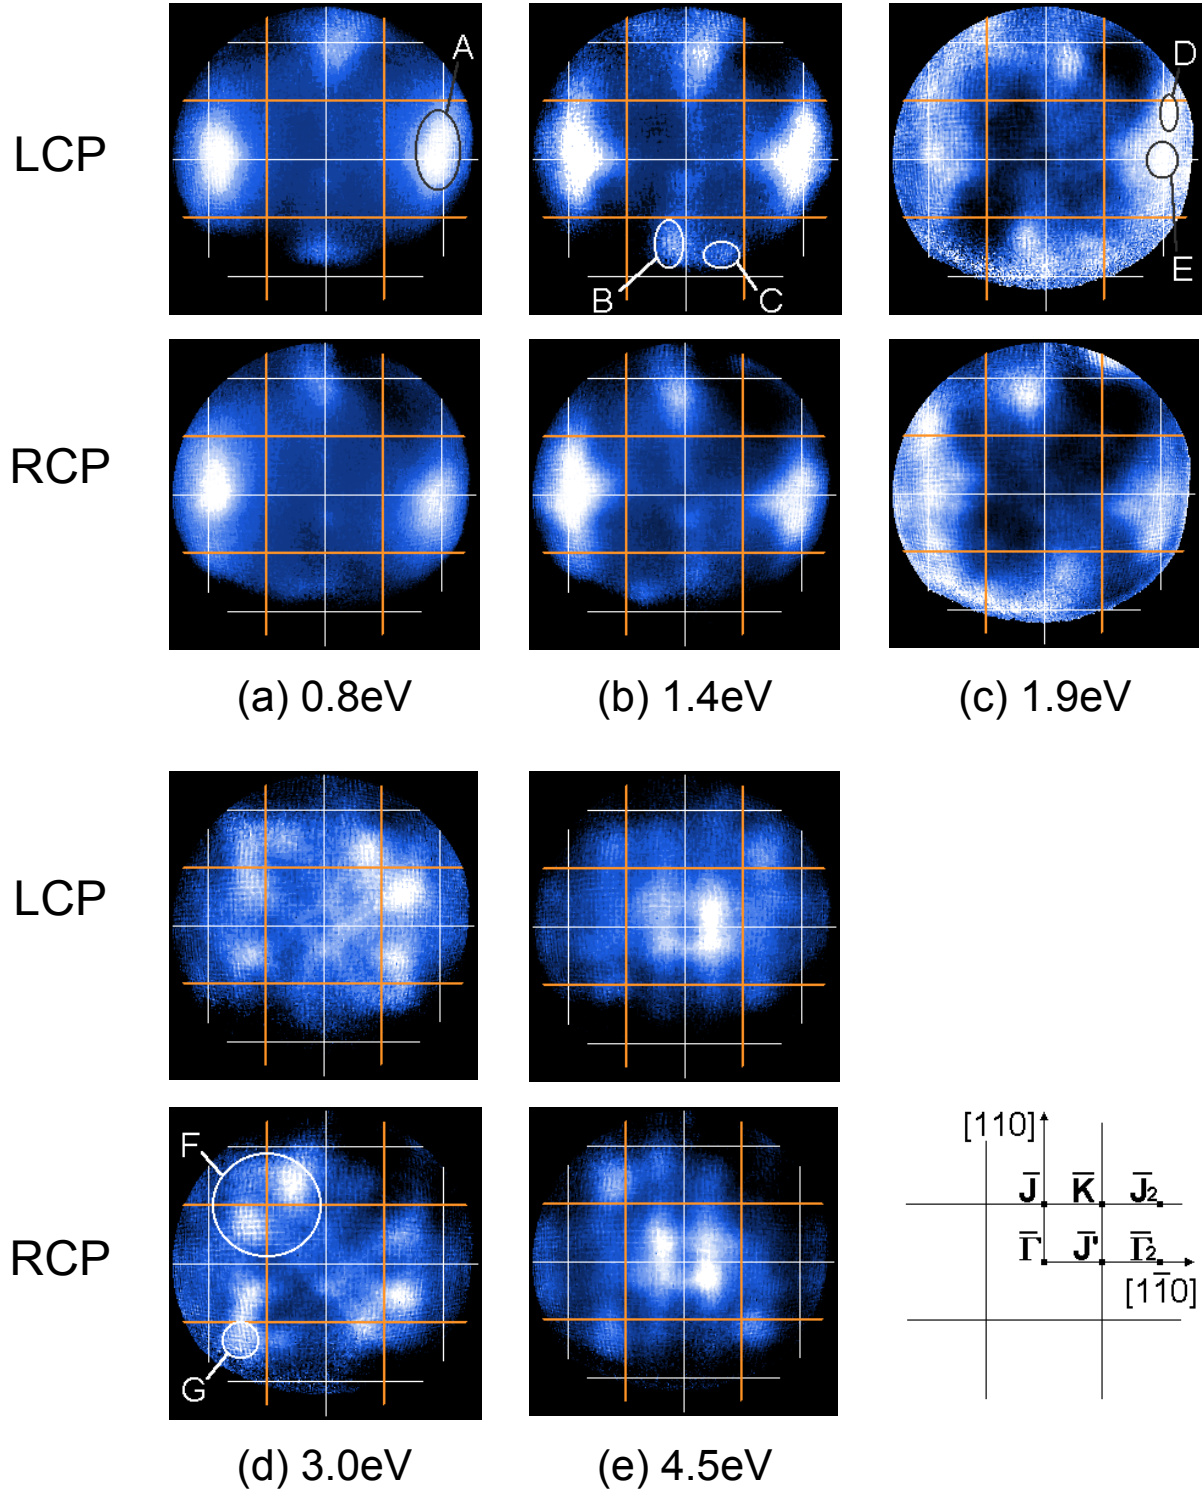 A
D
LCP
E
B
C
RCP
(a) 0.8eV
(b) 1.4eV
(c) 1.9eV
LCP
[110]
F
J̅ K̅ J̅₂
RCP
Γ̅ J̅' Γ̅₂
[11̅0]
G
(d) 3.0eV
(e) 4.5eV